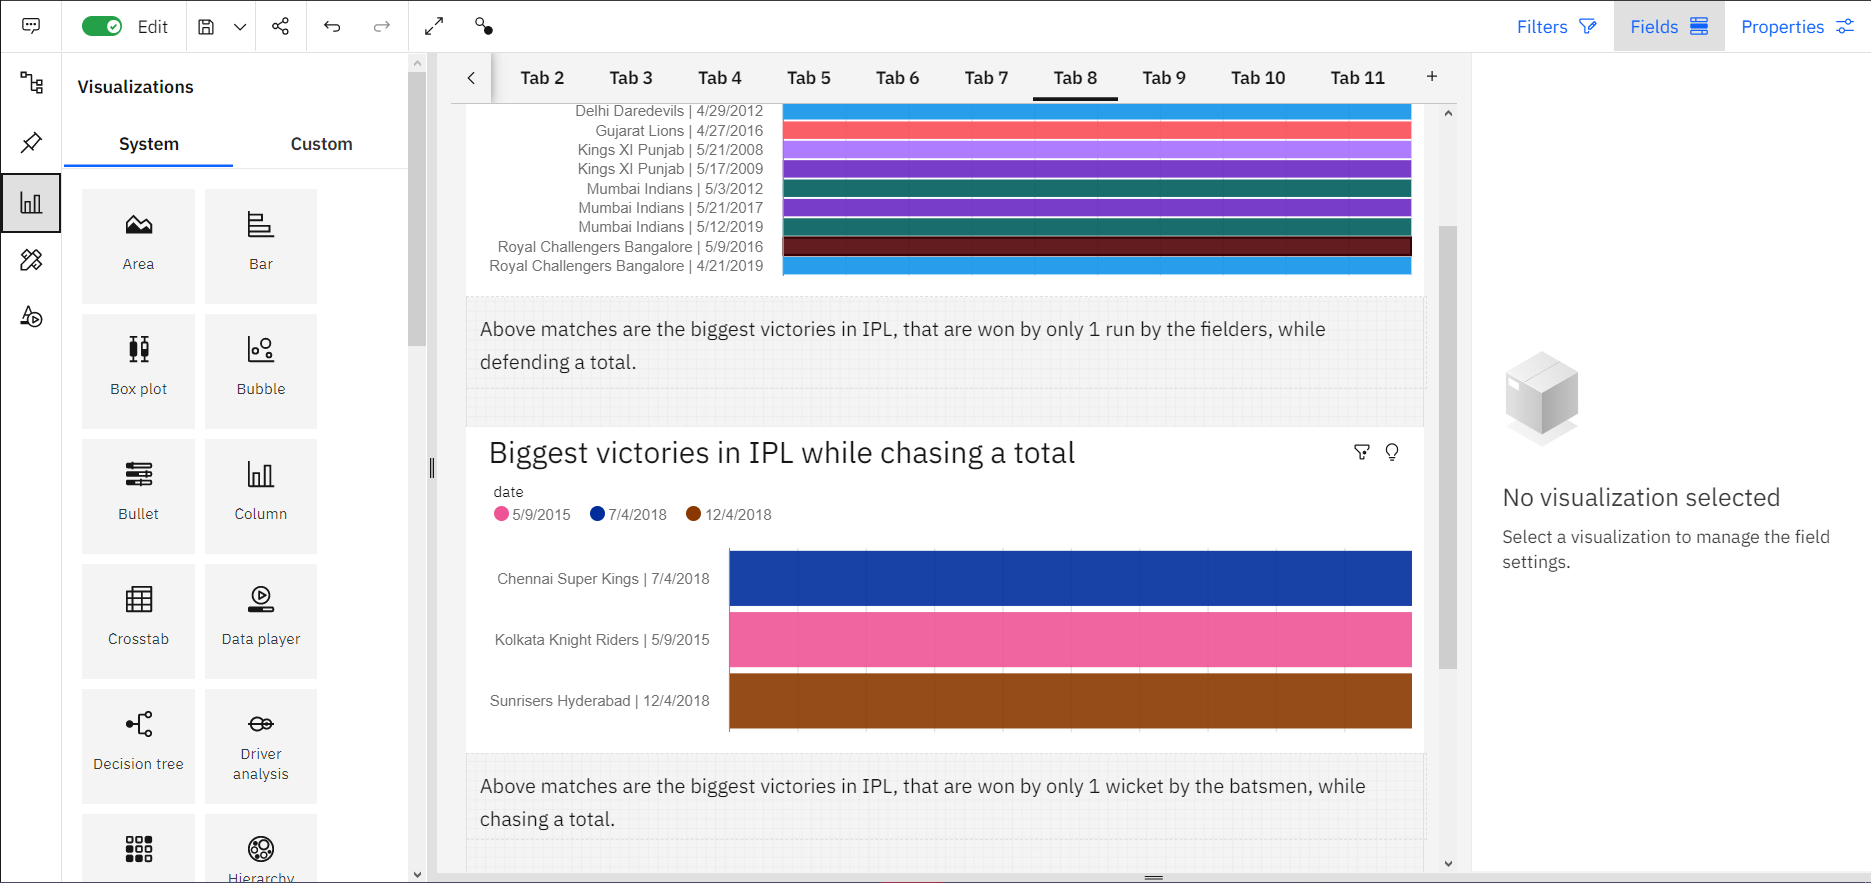 Edit
Filters
Fields
Properties
Visualizations
System
Custom
Area
Bar
Box plot
Bubble
Bullet
Column
Crosstab
Data player
Decision tree
Driver
analysis
Hierarchy
Tab 2
Tab 3
Tab 4
Tab 5
Tab 6
Tab 7
Tab 8
Tab 9
Tab 10
Tab 11
+
Delhi Daredevils | 4/29/2012
Gujarat Lions | 4/27/2016
Kings XI Punjab | 5/21/2008
Kings XI Punjab | 5/17/2009
Mumbai Indians | 5/3/2012
Mumbai Indians | 5/21/2017
Mumbai Indians | 5/12/2019
Royal Challengers Bangalore | 5/9/2016
Royal Challengers Bangalore | 4/21/2019
Above matches are the biggest victories in IPL, that are won by only 1 run by the fielders, while
defending a total.
Biggest victories in IPL while chasing a total
date
5/9/2015
7/4/2018
12/4/2018
Chennai Super Kings | 7/4/2018
Kolkata Knight Riders | 5/9/2015
Sunrisers Hyderabad | 12/4/2018
Above matches are the biggest victories in IPL, that are won by only 1 wicket by the batsmen, while
chasing a total.
No visualization selected
Select a visualization to manage the field
settings.